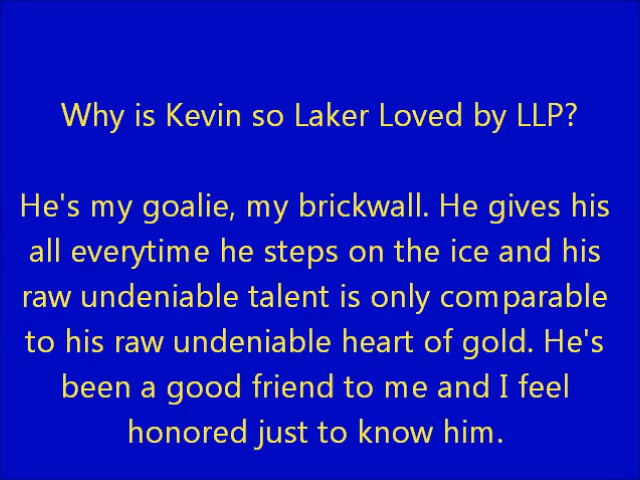 Why is Kevin so Laker Loved by LLP?
He's my goalie, my brickwall. He gives his
all everytime he steps on the ice and his
raw undeniable talent is only comparable
to his raw undeniable heart of gold. He's
been a good friend to me and I feel
honored just to know him.